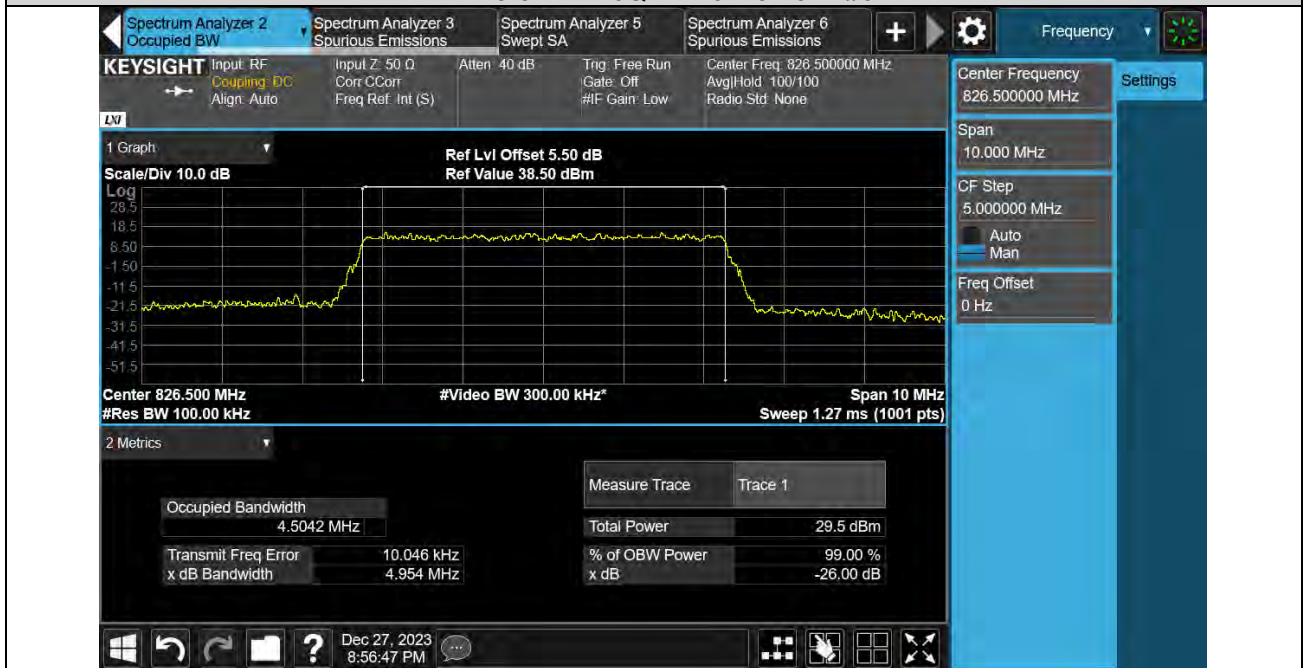 Spectrum Analyzer 2
Occupied BW
Spectrum Analyzer 3
Spurious Emissions
Spectrum Analyzer 5
Swept SA
Spectrum Analyzer 6
Spurious Emissions
+
Frequency
KEYSIGHT
Input: RF
Coupling: DC
Align: Auto
Input Z: 50 Ω
Corr CCorr
Freq Ref: Int (S)
Atten: 40 dB
Trig: Free Run
Gate: Off
#IF Gain: Low
Center Freq: 826.500000 MHz
Avg|Hold: 100/100
Radio Std: None
LXI
Center Frequency
826.500000 MHz
Settings
Span
10.000 MHz
CF Step
5.000000 MHz
Auto
Man
Freq Offset
0 Hz
1 Graph
Scale/Div 10.0 dB
Ref Lvl Offset 5.50 dB
Ref Value 38.50 dBm
Log
28.5
18.5
8.50
-1.50
-11.5
-21.5
-31.5
-41.5
-51.5
Center 826.500 MHz
#Video BW 300.00 kHz*
Span 10 MHz
#Res BW 100.00 kHz
Sweep 1.27 ms (1001 pts)
2 Metrics
Measure Trace Trace 1
Occupied Bandwidth
4.5042 MHz
Total Power 29.5 dBm
Transmit Freq Error 10.046 kHz
% of OBW Power 99.00 %
x dB Bandwidth 4.954 MHz
x dB -26.00 dB
?
Dec 27, 2023
8:56:47 PM